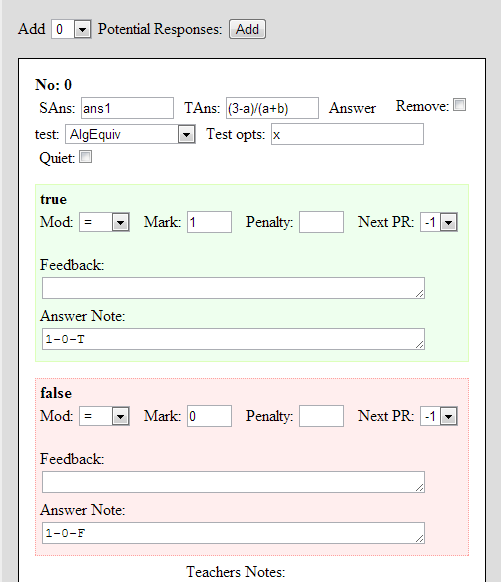 Add 0 Potential Responses: Add
No: 0
SAns: ans1 TAns: (3-a)/(a+b) Answer Remove:
test: AlgEquiv Test opts: x
Quiet:
true
Mod: = Mark: 1 Penalty: Next PR: -1
Feedback:
Answer Note:
1-0-T
false
Mod: = Mark: 0 Penalty: Next PR: -1
Feedback:
Answer Note:
1-0-F
Teachers Notes: